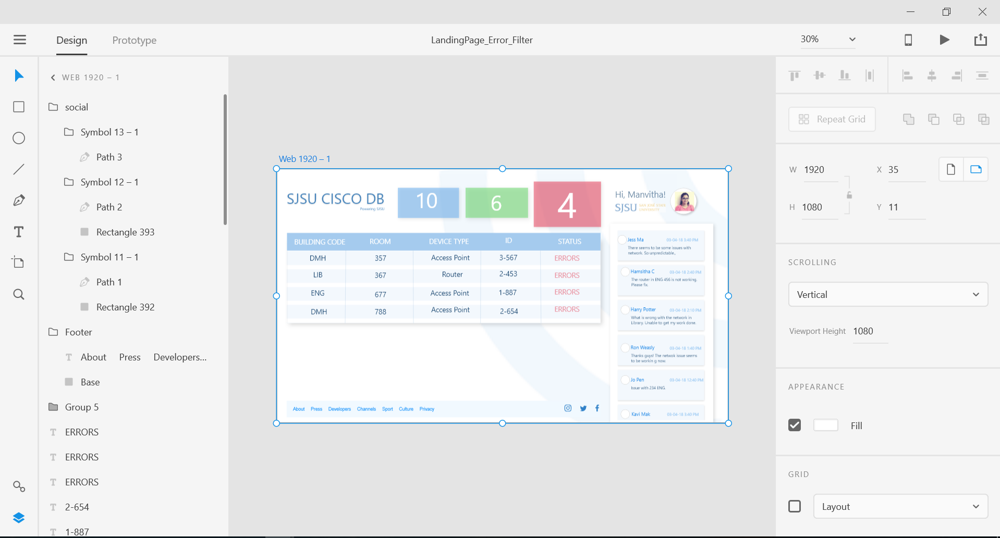 Design
Prototype
LandingPage_Error_Filter
30%
WEB 1920 – 1
social
Symbol 13 – 1
Path 3
Symbol 12 – 1
Path 2
Rectangle 393
Symbol 11 – 1
Path 1
Rectangle 392
Footer
About Press Developers...
Base
Group 5
ERRORS
ERRORS
ERRORS
2-654
1-887
Web 1920 – 1
SJSU CISCO DB
Powering SJSU
10
6
4
Hi, Manvitha!
SJSU SAN JOSÉ STATE
UNIVERSITY
BUILDING CODE ROOM DEVICE TYPE ID STATUS
DMH 357 Access Point 3-567 ERRORS
LIB 367 Router 2-453 ERRORS
ENG 677 Access Point 1-887 ERRORS
DMH 788 Access Point 2-654 ERRORS
Jess Ma 03-04-18 3:40 PM
There seems to be some issues with
network. So unpredictable.,
Hamsitha C 03-04-18 2:40 PM
The router in ENG 456 is not working.
Please fix.
Harry Potter 03-04-18 2:10 PM
What is wrong with the network in
Library. Unable to get my work done.
Ron Weasly 03-04-18 1:40 PM
Thanks guys! The netwok issue seems
to be workin g now.
Jo Pen 03-04-18 12:40 PM
Issue with 234 ENG.
Kavi Mak 03-04-18 3:40 PM
About Press Developers Channels Sport Culture Privacy
Repeat Grid
W 1920 X 35
H 1080 Y 11
SCROLLING
Vertical
Viewport Height 1080
APPEARANCE
Fill
GRID
Layout